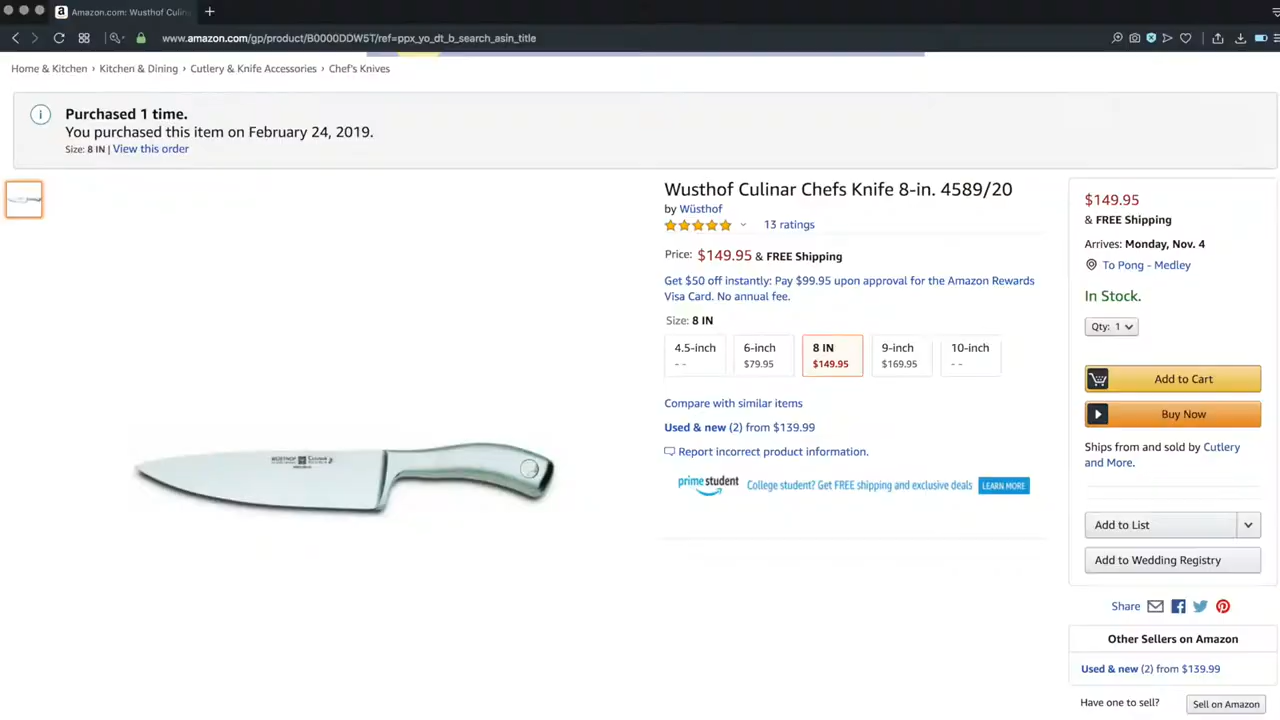 Amazon.com: Wusthof Culin
www.amazon.com/gp/product/B0000DDW5T/ref=ppx_yo_dt_b_search_asin_title
Home & Kitchen › Kitchen & Dining › Cutlery & Knife Accessories › Chef's Knives
Purchased 1 time.
You purchased this item on February 24, 2019.
Size: 8 IN | View this order
Wusthof Culinar Chefs Knife 8-in. 4589/20
by Wüsthof
13 ratings
Price: $149.95 & FREE Shipping
Get $50 off instantly: Pay $99.95 upon approval for the Amazon Rewards
Visa Card. No annual fee.
Size: 8 IN
4.5-inch 6-inch 8 IN 9-inch 10-inch
- - $79.95 $149.95 $169.95 - -
Compare with similar items
Used & new (2) from $139.99
Report incorrect product information.
prime student College student? Get FREE shipping and exclusive deals LEARN MORE
WÜSTHOF CULINAR
$149.95
& FREE Shipping
Arrives: Monday, Nov. 4
To Pong - Medley
In Stock.
Qty: 1
Add to Cart
Buy Now
Ships from and sold by Cutlery
and More.
Add to List
Add to Wedding Registry
Share
Other Sellers on Amazon
Used & new (2) from $139.99
Have one to sell? Sell on Amazon